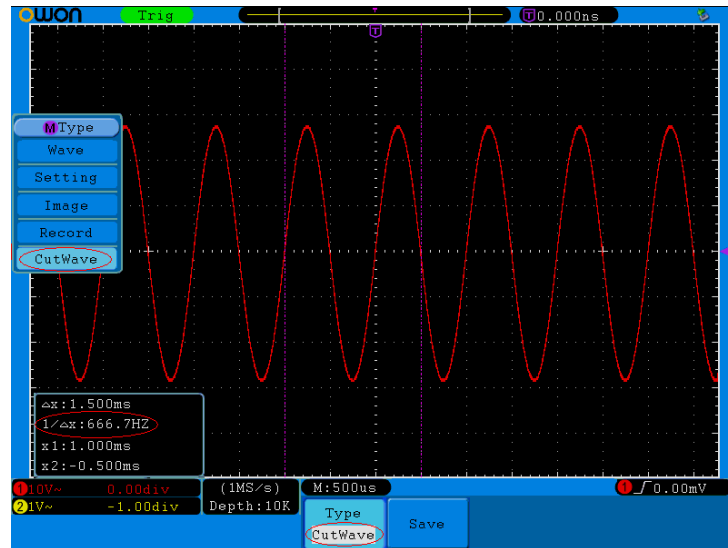 OWON Trig T 0.000ns
T
M Type
Wave
Setting
Image
Record
CutWave
△x:1.500ms
1/△x:666.7HZ
x1:1.000ms
x2:-0.500ms
1 10V~ 0.00div (1MS/s) M:500us 1 0.00mV
2 1V~ -1.00div Depth:10K
Type
CutWave
Save